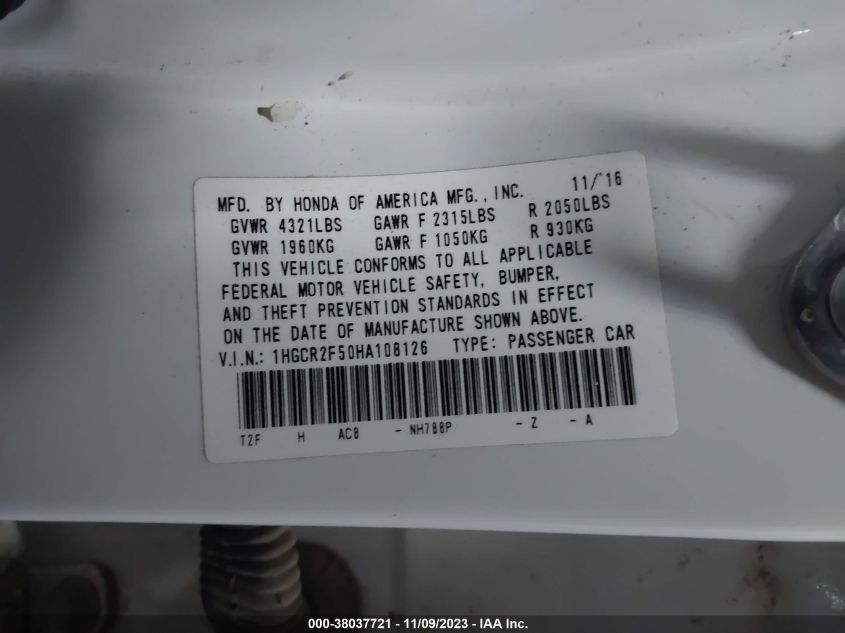 MFD. BY HONDA OF AMERICA MFG., INC. 11/'16
GVWR 4321LBS GAWR F 2315LBS R 2050LBS
GVWR 1960KG GAWR F 1050KG R 930KG
THIS VEHICLE CONFORMS TO ALL APPLICABLE
FEDERAL MOTOR VEHICLE SAFETY, BUMPER,
AND THEFT PREVENTION STANDARDS IN EFFECT
ON THE DATE OF MANUFACTURE SHOWN ABOVE.
V.I.N.: 1HGCR2F50HA108126 TYPE: PASSENGER CAR
T2F H AC8 - NH788P - Z - A
000-38037721 - 11/09/2023 - IAA Inc.